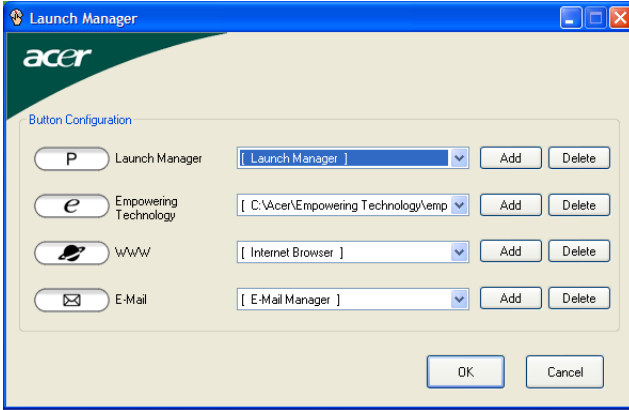 Launch Manager
acer
Button Configuration
P Launch Manager [ Launch Manager ] Add Delete
e Empowering
Technology [ C:\Acer\Empowering Technology\emp Add Delete
WWW [ Internet Browser ] Add Delete
E-Mail [ E-Mail Manager ] Add Delete
OK Cancel